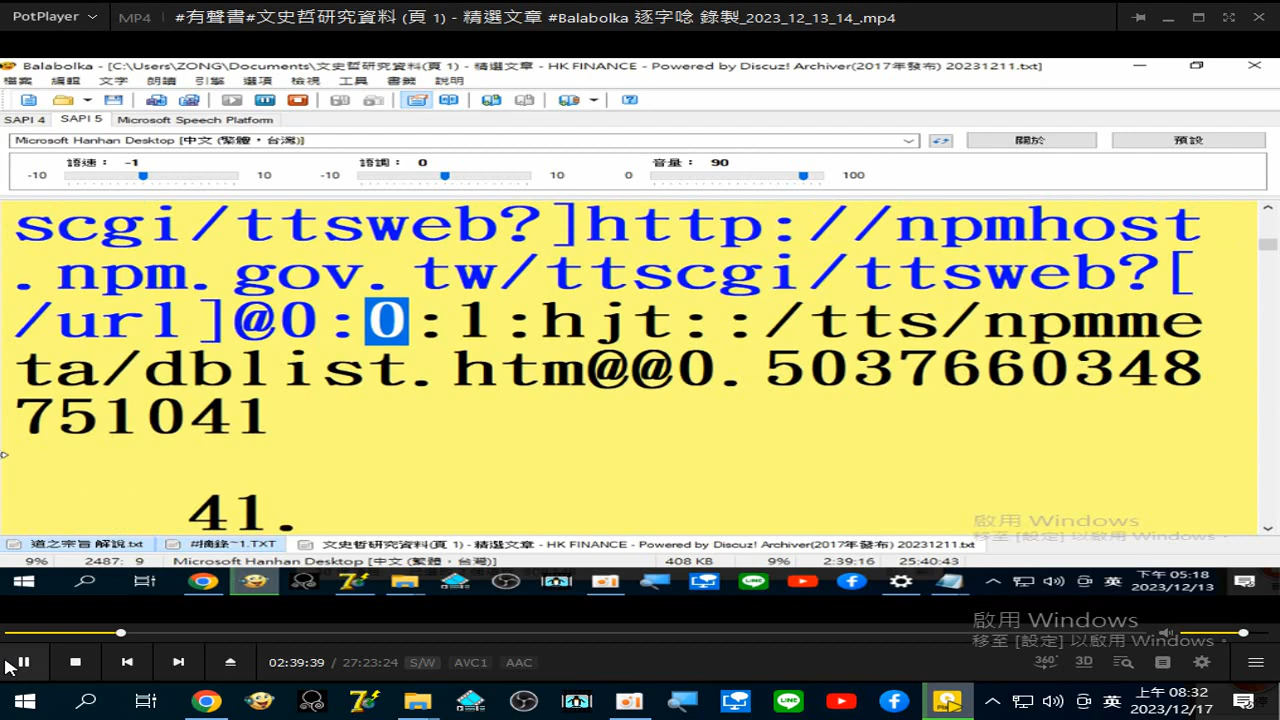 PotPlayer MP4 #有聲書#文史哲研究資料 (頁 1) - 精選文章 #Balabolka 逐字唸 錄製_2023_12_13_14_.mp4
Balabolka - [C:\Users\ZONG\Documents\文史哲研究資料(頁 1) - 精選文章 - HK FINANCE - Powered by Discuz! Archiver(2017年發布) 20231211.txt]
檔案 編輯 文字 朗讀 引擎 選項 檢視 工具 書籤 說明
SAPI 4 SAPI 5 Microsoft Speech Platform
Microsoft Hanhan Desktop [中文 (繁體，台灣)] 關於 預設
語速： -1 語調： 0 音量： 90
-10 10 -10 10 0 100
scgi/ttsweb?]http://npmhost
.npm.gov.tw/ttscgi/ttsweb?[
/url]@0:0:1:hjt::/tts/npmme
ta/dblist.htm@@0.5037660348
751041
41.
啟用 Windows
移至 [設定] 以啟用 Windows。
道之宗旨 解說.txt #摘錄~1.TXT 文史哲研究資料(頁 1) - 精選文章 - HK FINANCE - Powered by Discuz! Archiver(2017年發布) 20231211.txt
9% 2487: 9 Microsoft Hanhan Desktop [中文 (繁體，台灣)] 408 KB 9% 2:39:16 25:40:43
英 下午 05:18
2023/12/13
啟用 Windows
移至 [設定] 以啟用 Windows。
02:39:39 / 27:23:24 S/W AVC1 AAC 360° 3D
英 上午 08:32
2023/12/17